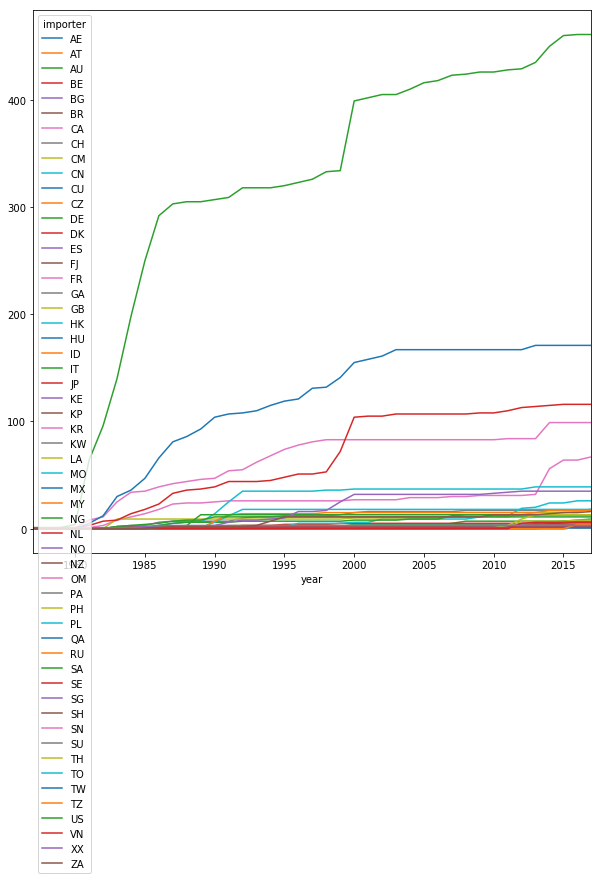 importer
AE
AT
AU
BE
BG
BR
CA
CH
CM
CN
CU
CZ
DE
DK
ES
FJ
FR
GA
GB
HK
HU
ID
IT
JP
KE
KP
KR
KW
LA
MO
MX
MY
NG
NL
NO
NZ
OM
PA
PH
PL
QA
RU
SA
SE
SG
SH
SN
SU
TH
TO
TW
TZ
US
VN
XX
ZA
400
300
200
100
0
1985
1990
1995
2000
2005
2010
2015
year